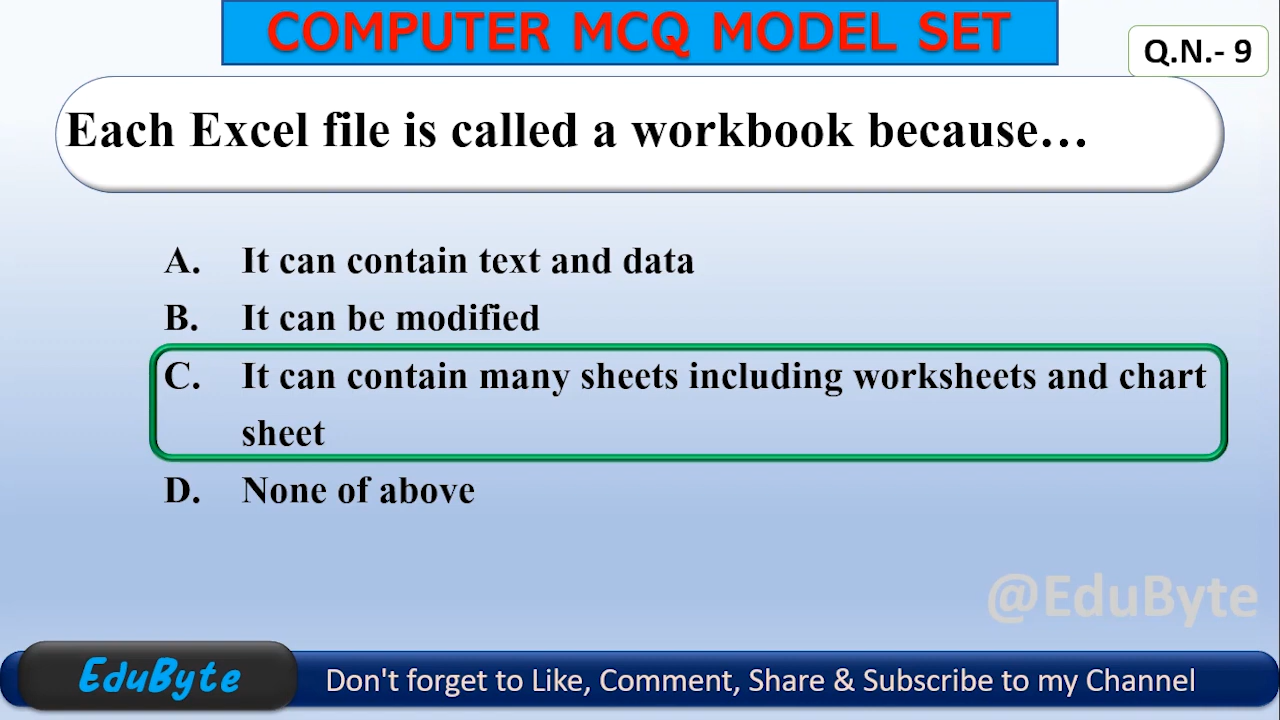 COMPUTER MCQ MODEL SET
Q.N.- 9
Each Excel file is called a workbook because…
A. It can contain text and data
B. It can be modified
C. It can contain many sheets including worksheets and chart
sheet
D. None of above
@EduByte
EduByte
Don't forget to Like, Comment, Share & Subscribe to my Channel